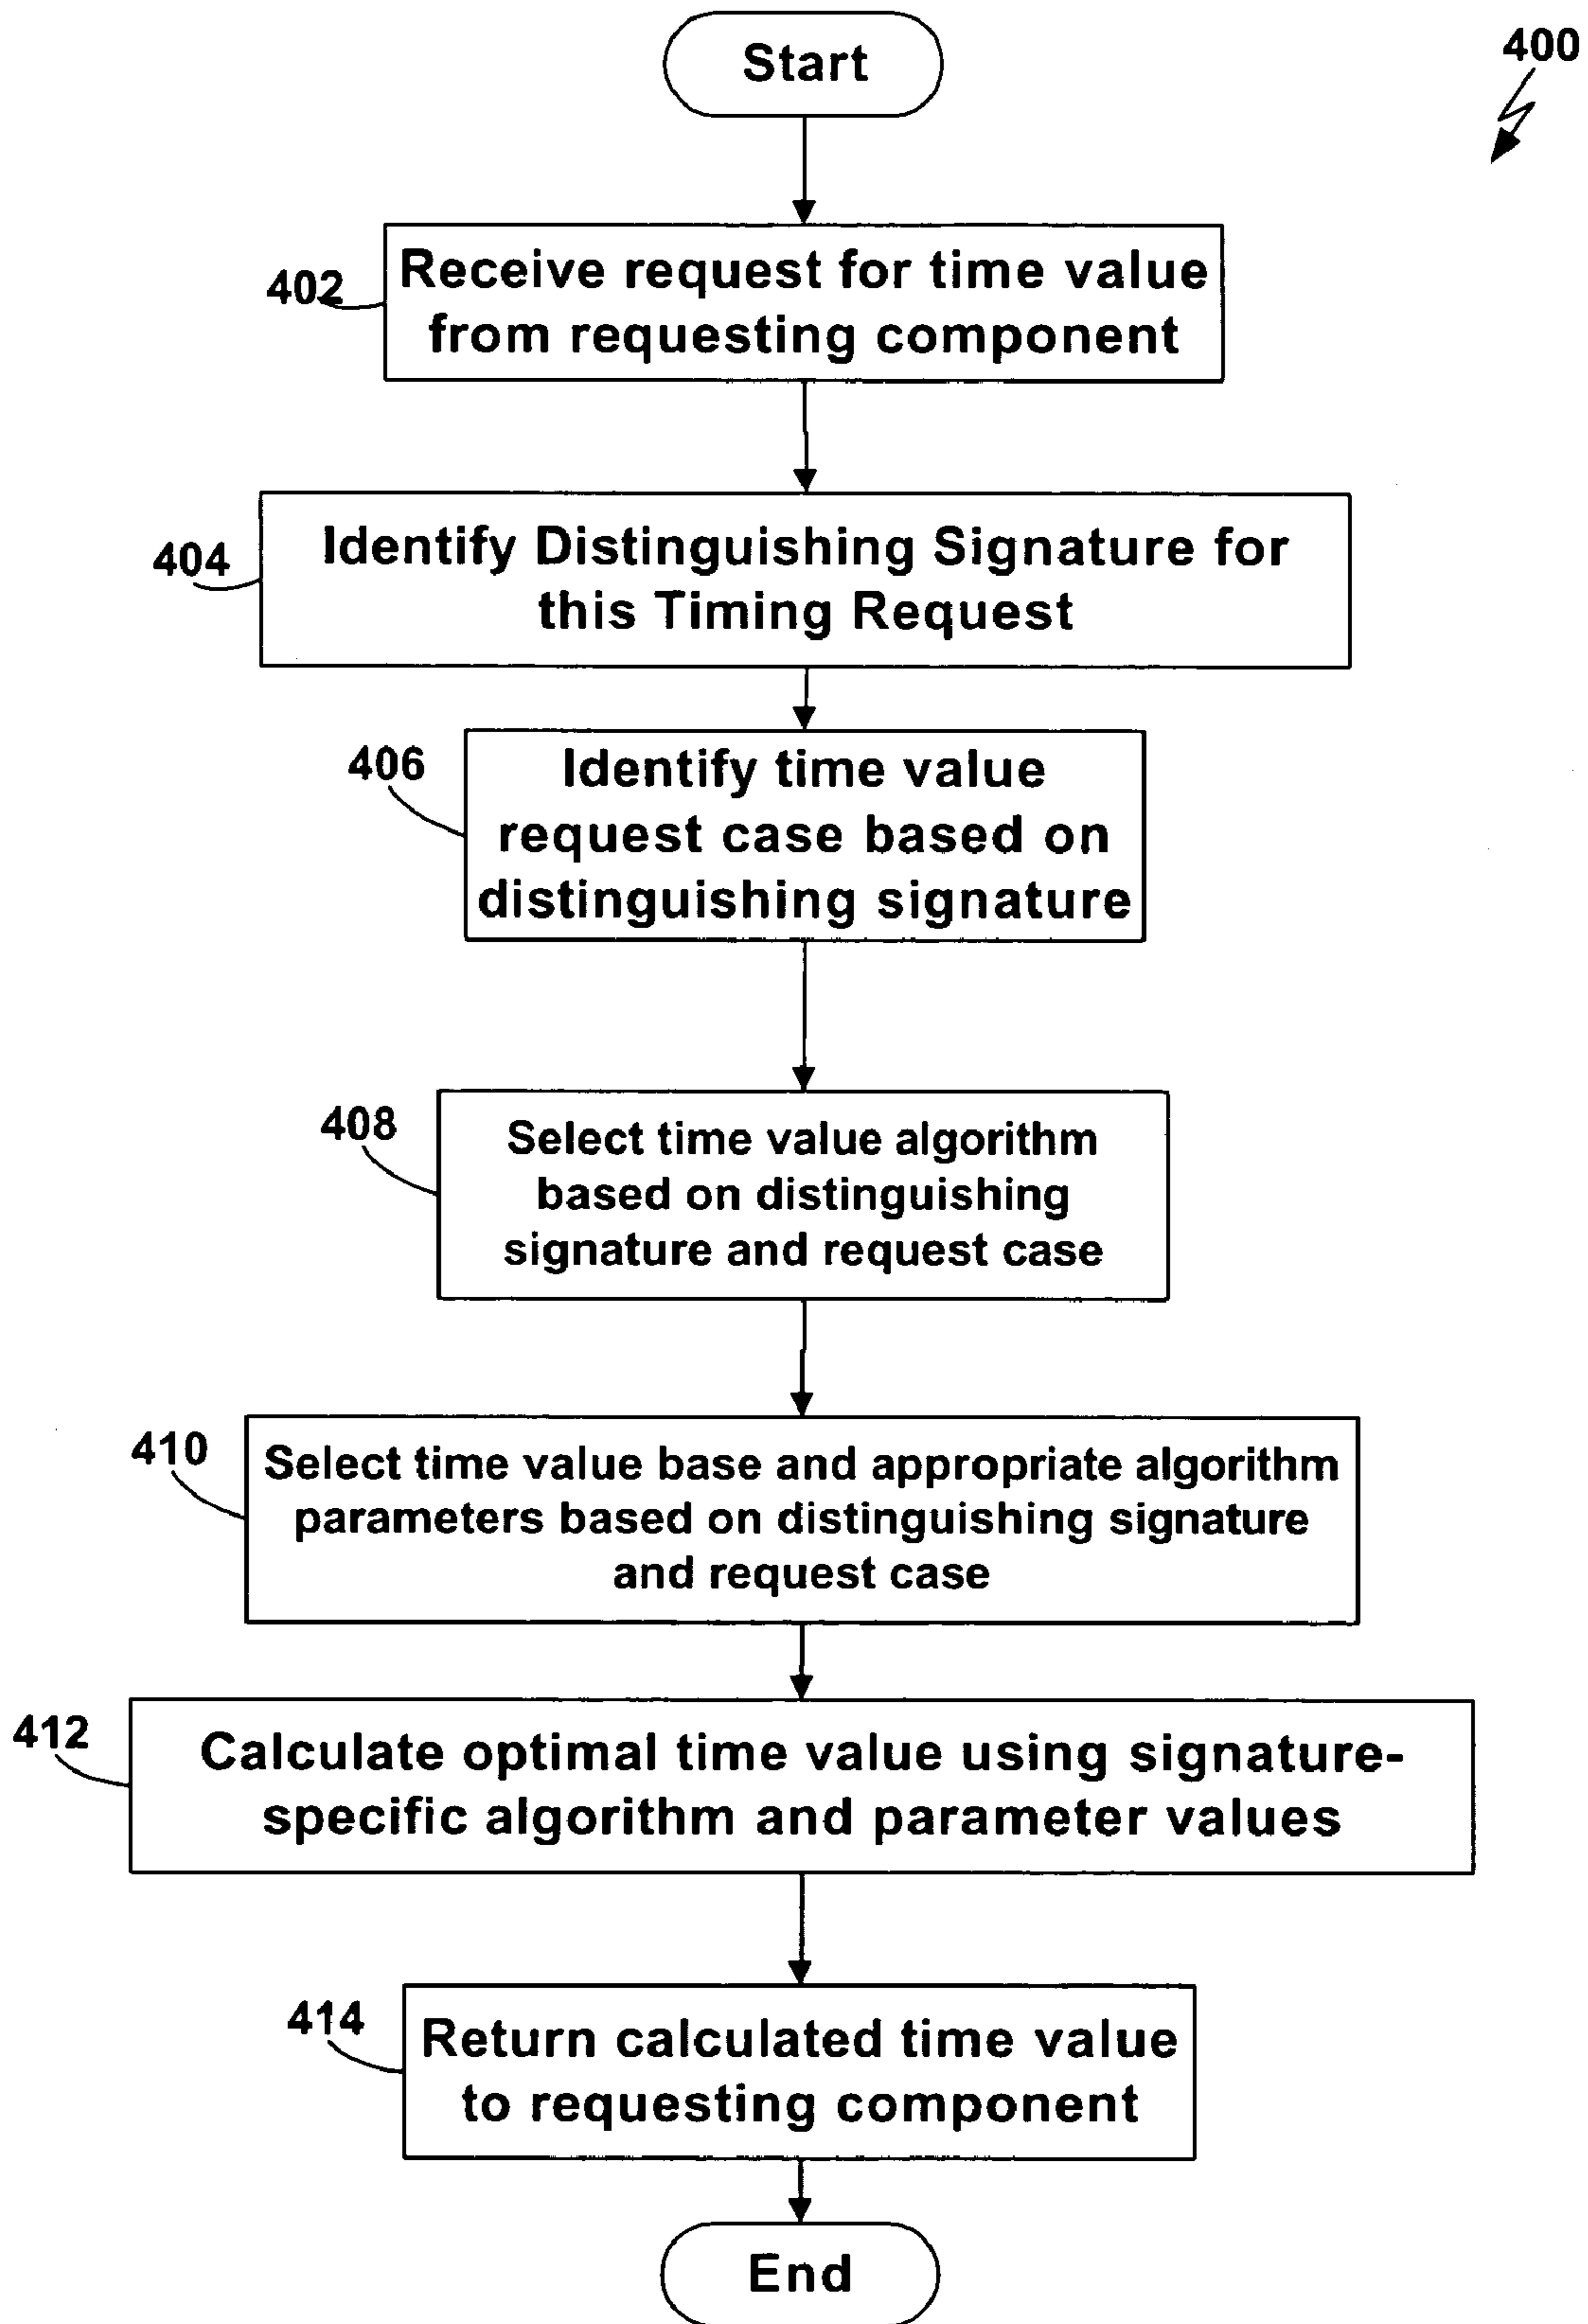 Start
400
402
Receive request for time value
from requesting component
404
Identify Distinguishing Signature for
this Timing Request
406
Identify time value
request case based on
distinguishing signature
408
Select time value algorithm
based on distinguishing
signature and request case
410
Select time value base and appropriate algorithm
parameters based on distinguishing signature
and request case
412
Calculate optimal time value using signature-
specific algorithm and parameter values
414
Return calculated time value
to requesting component
End